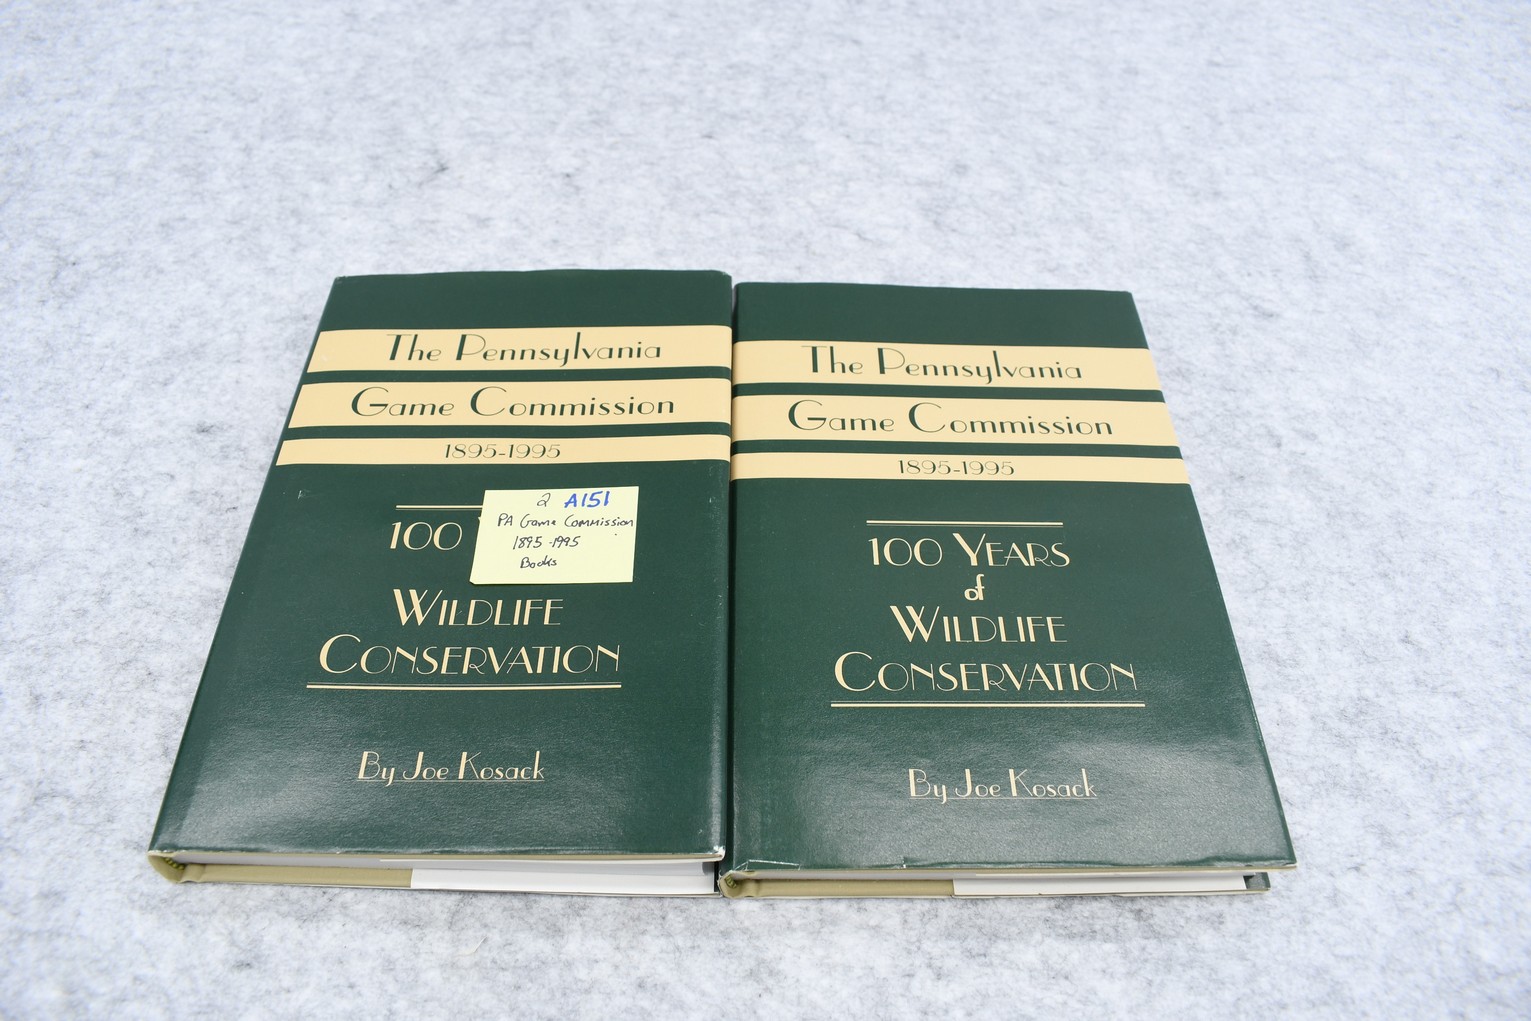 The Pennsylvania
Game Commission
1895-1995
2 A151
PA Game Commission
1895-1995
Books
100
WILDLIFE
CONSERVATION
By Joe Kosack
The Pennsylvania
Game Commission
1895-1995
100 YEARS
of
WILDLIFE
CONSERVATION
By Joe Kosack